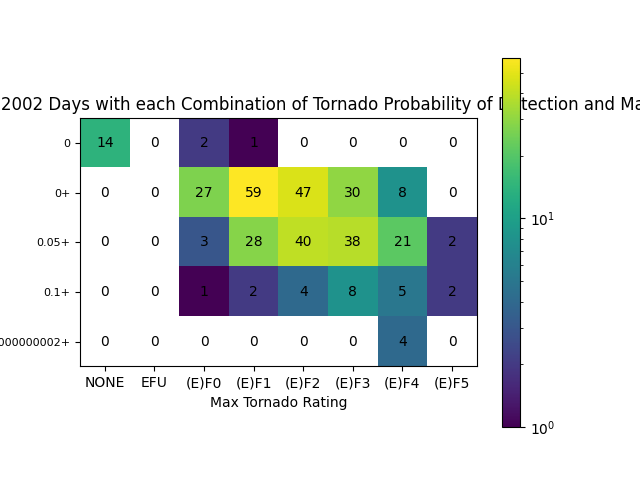 2002 Days with each Combination of Tornado Probability of Detection and Ma
0 14 0 2 1 0 0 0 0
0+ 0 0 27 59 47 30 8 0
0.05+ 0 0 3 28 40 38 21 2
0.1+ 0 0 1 2 4 8 5 2
000000002+ 0 0 0 0 0 0 4 0
NONE EFU (E)F0 (E)F1 (E)F2 (E)F3 (E)F4 (E)F5
Max Tornado Rating
10¹
10⁰